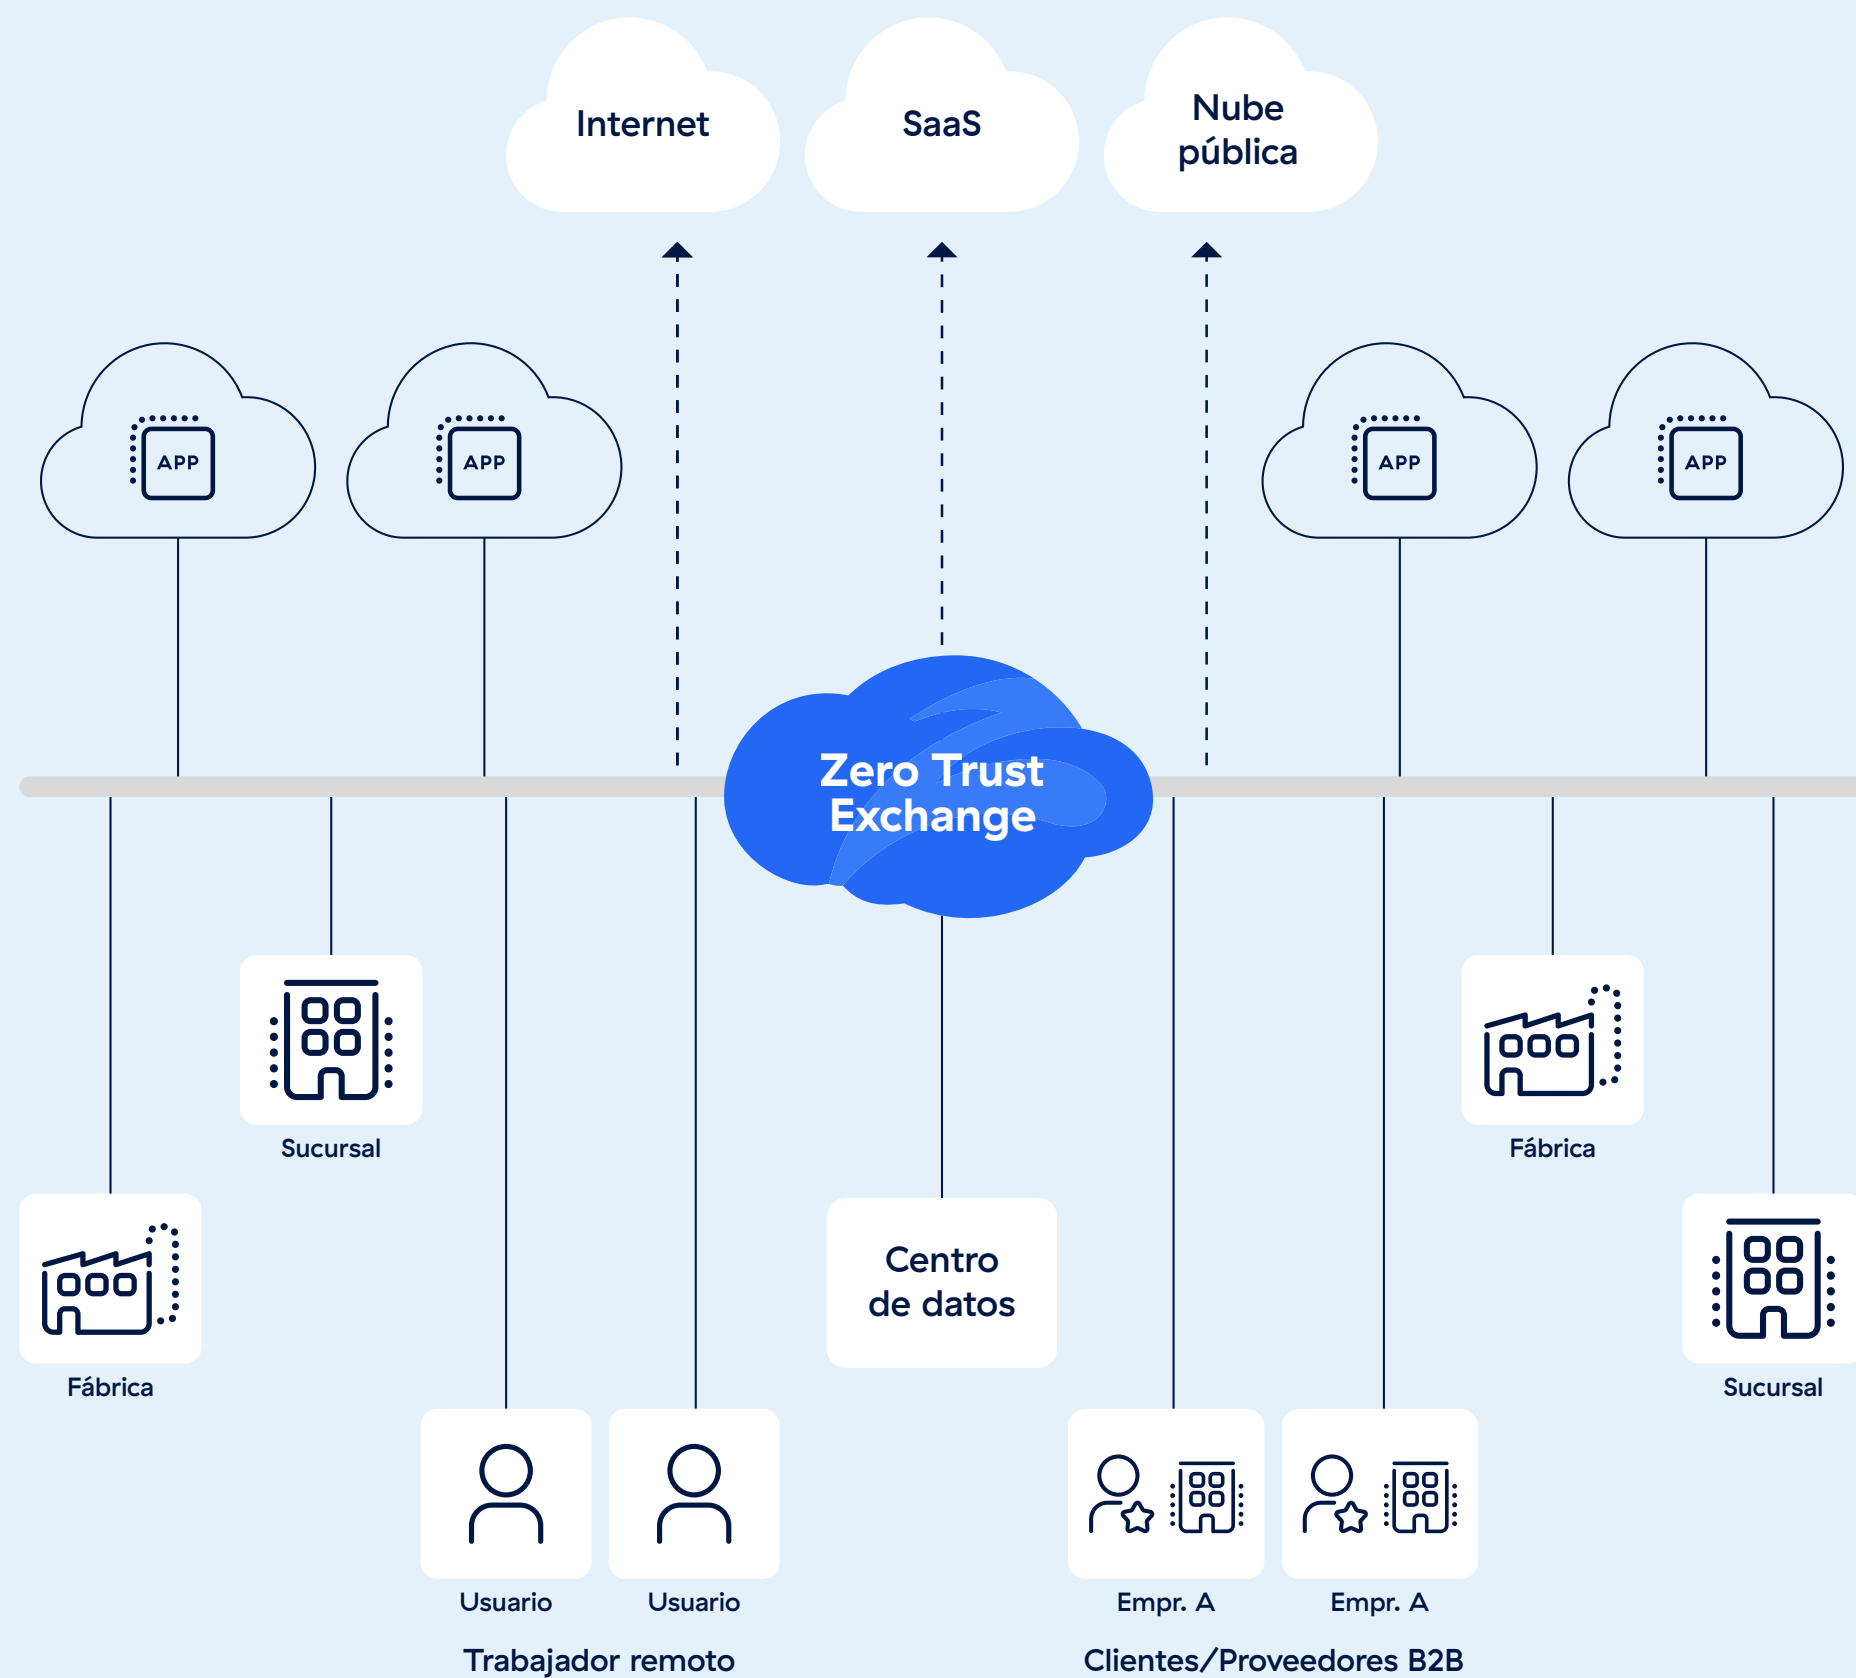 Internet
SaaS
Nube
pública
APP
APP
APP
APP
Zero Trust
Exchange
Sucursal
Fábrica
Centro
de datos
Fábrica
Sucursal
Usuario
Usuario
Empr. A
Empr. A
Trabajador remoto
Clientes/Proveedores B2B